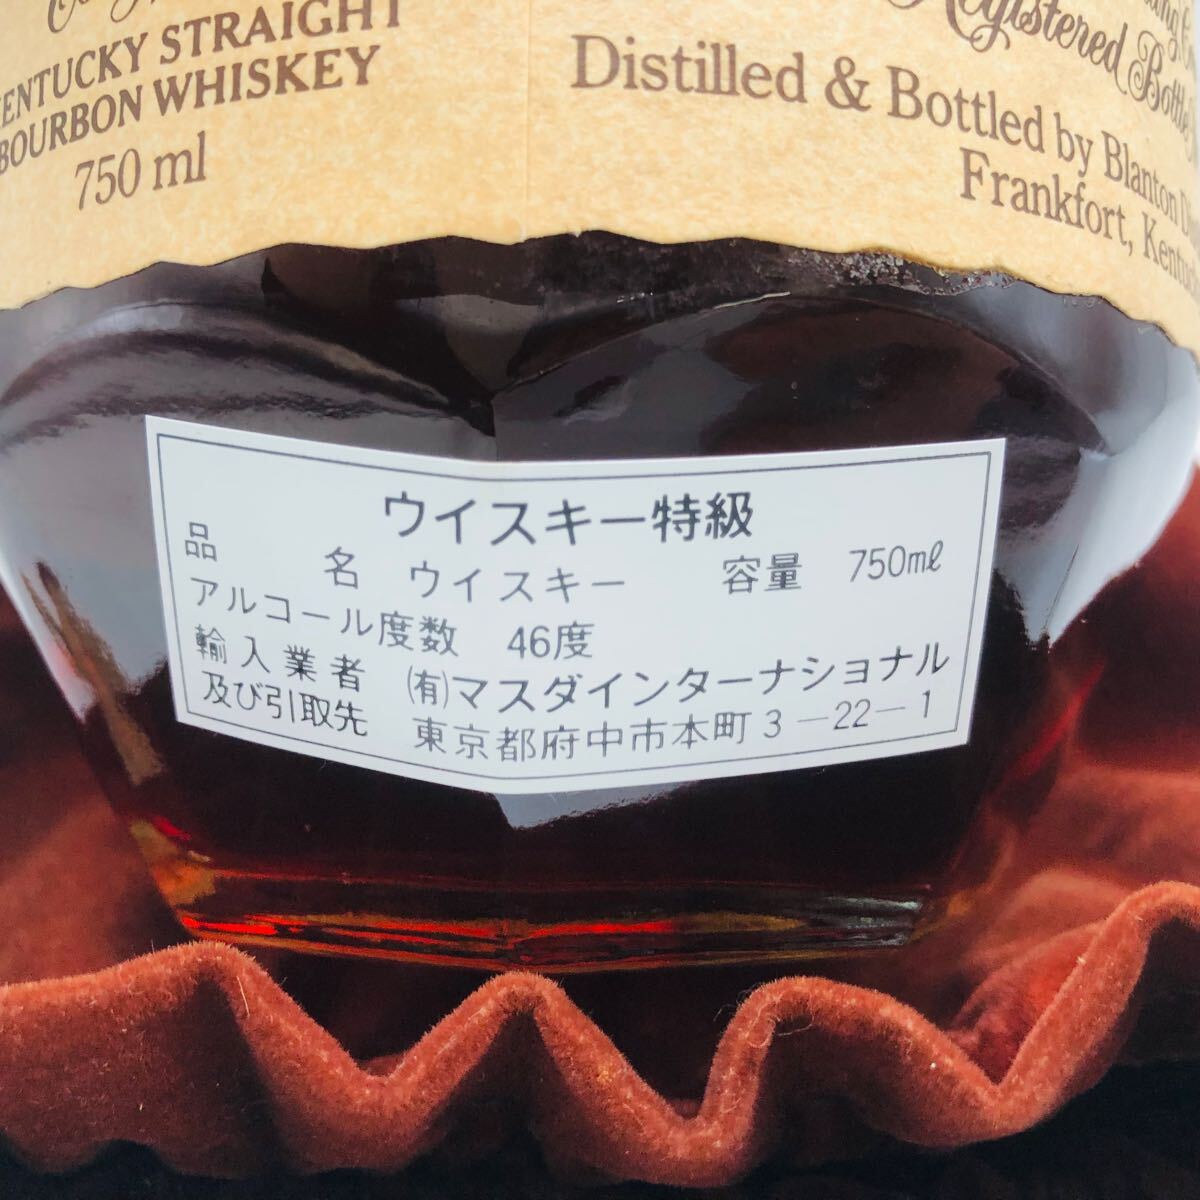 KENTUCKY STRAIGHT
BOURBON WHISKEY
750 ml
Registered Bottle
Distilled & Bottled by Blanton
Frankfort,
ウイスキー特級
品名 ウイスキー 容量 750ml
アルコール度数 46度
輸入業者 (有)マスダインターナショナル
及び引取先 東京都府中市本町3-22-1